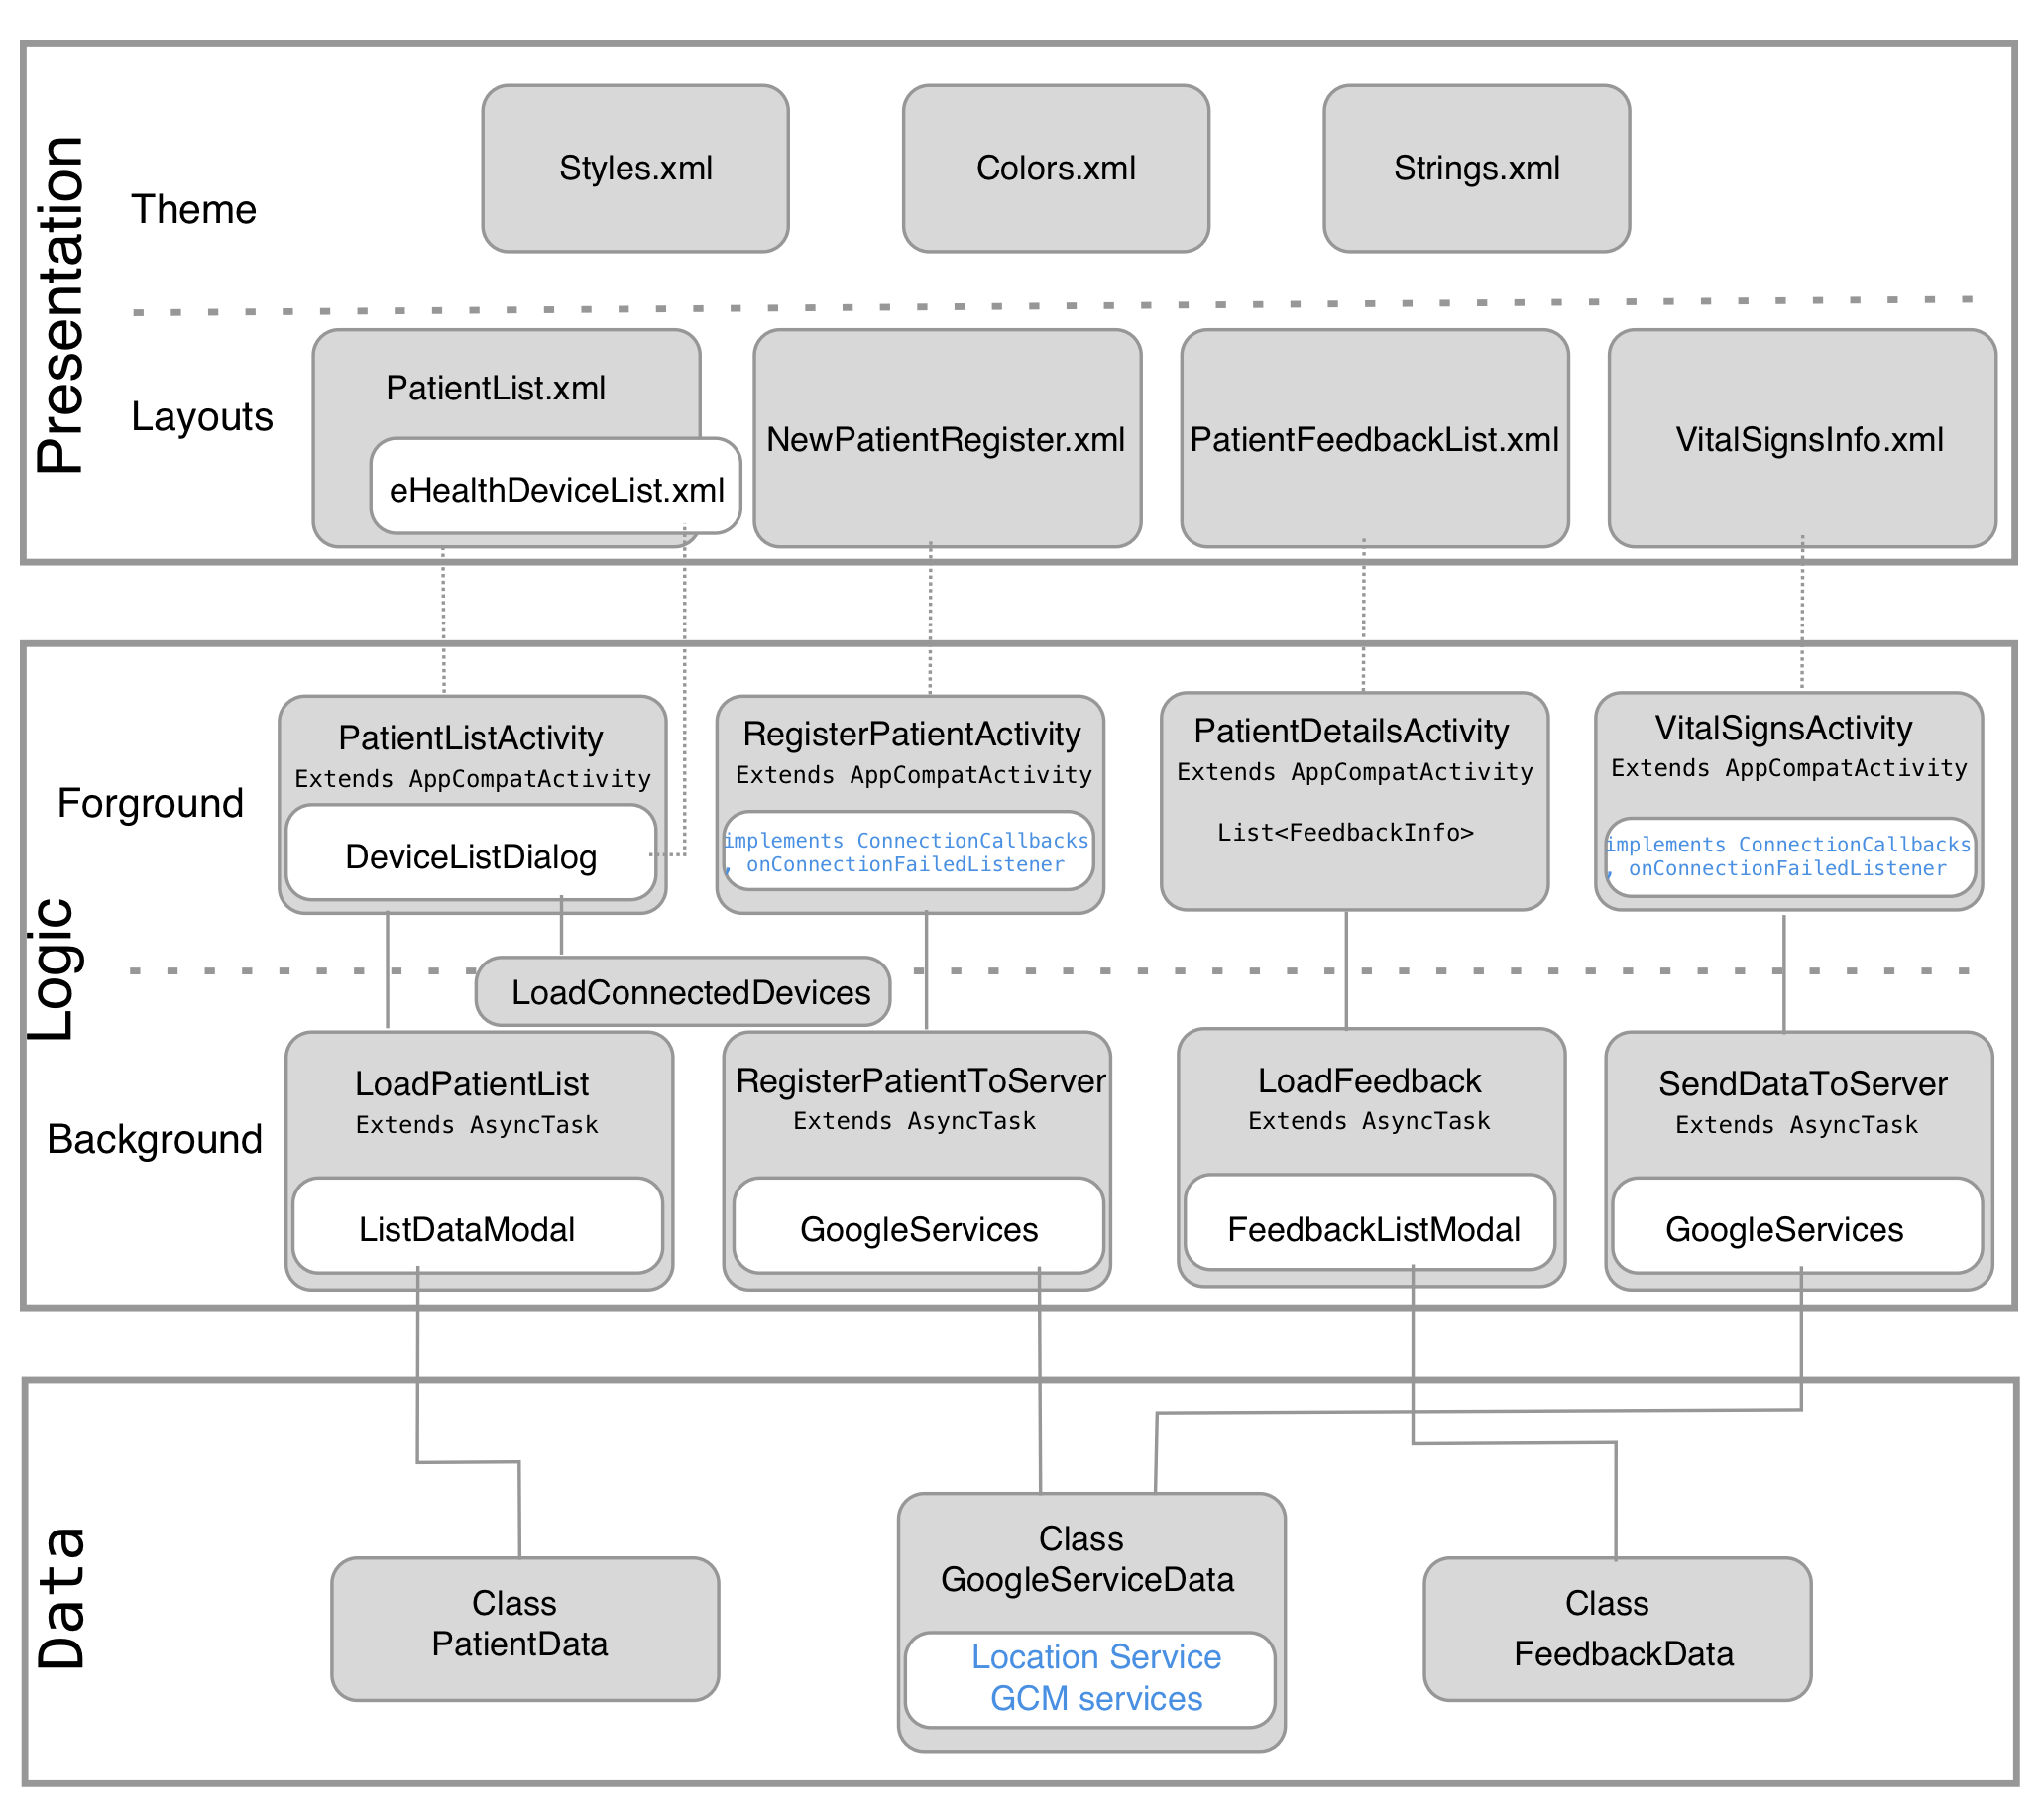 Presentation
Theme
Styles.xml
Colors.xml
Strings.xml
Layouts
PatientList.xml
eHealthDeviceList.xml
NewPatientRegister.xml
PatientFeedbackList.xml
VitalSignsInfo.xml
Logic
Forground
PatientListActivity
Extends AppCompatActivity
DeviceListDialog
RegisterPatientActivity
Extends AppCompatActivity
implements ConnectionCallbacks
, onConnectionFailedListener
PatientDetailsActivity
Extends AppCompatActivity
List<FeedbackInfo>
VitalSignsActivity
Extends AppCompatActivity
implements ConnectionCallbacks
, onConnectionFailedListener
LoadConnectedDevices
Background
LoadPatientList
Extends AsyncTask
ListDataModal
RegisterPatientToServer
Extends AsyncTask
GoogleServices
LoadFeedback
Extends AsyncTask
FeedbackListModal
SendDataToServer
Extends AsyncTask
GoogleServices
Data
Class
PatientData
Class
GoogleServiceData
Location Service
GCM services
Class
FeedbackData